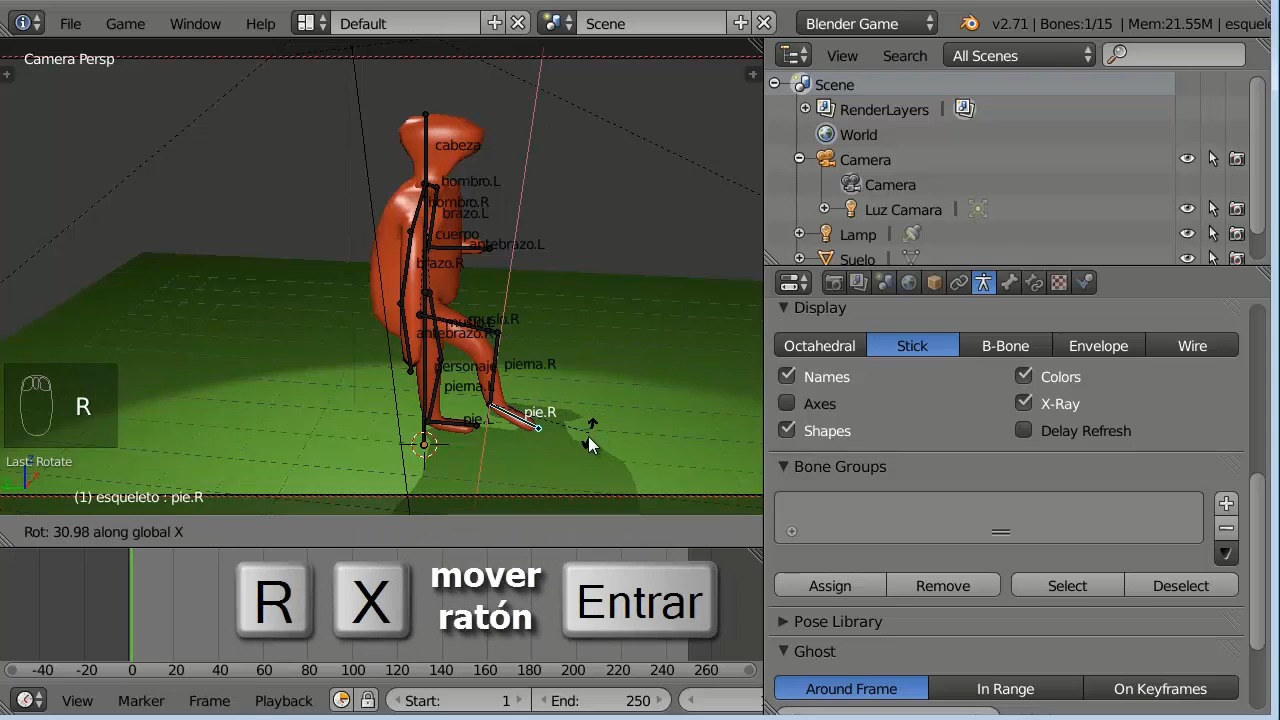 File Game Window Help Default Scene Blender Game v2.71 | Bones:1/15 | Mem:21.55M | esquele
Camera Persp
View Search All Scenes
Scene
RenderLayers |
World
Camera
Camera
Luz Camara |
Lamp |
Suelo |
cabeza
hombro.L
hombro.R
brazo.L
cuerpo
antebrazo.L
brazo.R
muslo.R
antebrazo.R
pierna.R
personaje
pierna.L
pie.R
pie.L
R
Last: Rotate
(1) esqueleto : pie.R
Rot: 30.98 along global X
Display
Octahedral Stick B-Bone Envelope Wire
Names Colors
Axes X-Ray
Shapes Delay Refresh
Bone Groups
Assign Remove Select Deselect
Pose Library
Ghost
Around Frame In Range On Keyframes
R X mover ratón Entrar
-40 -20 0 20 40 60 80 100 120 140 160 180 200 220 240 260
View Marker Frame Playback Start: 1 End: 250